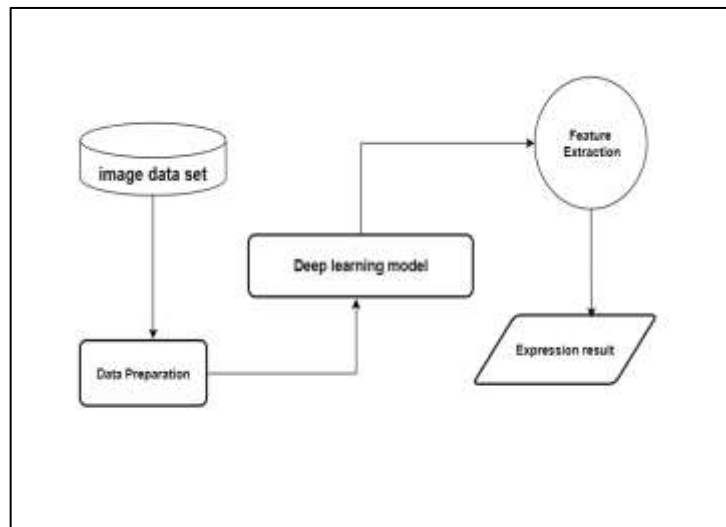 image data set
Data Preparation
Deep learning model
Feature
Extraction
Expression result